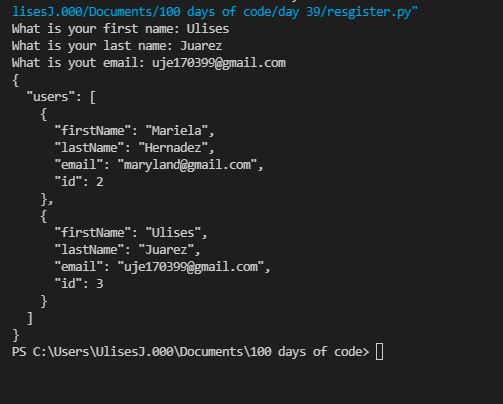 lisesJ.000/Documents/100 days of code/day 39/resgister.py"
What is your first name: Ulises
What is your last name: Juarez
What is yout email: uje170399@gmail.com
{
  "users": [
    {
      "firstName": "Mariela",
      "lastName": "Hernadez",
      "email": "maryland@gmail.com",
      "id": 2
    },
    {
      "firstName": "Ulises",
      "lastName": "Juarez",
      "email": "uje170399@gmail.com",
      "id": 3
    }
  ]
}
PS C:\Users\UlisesJ.000\Documents\100 days of code>